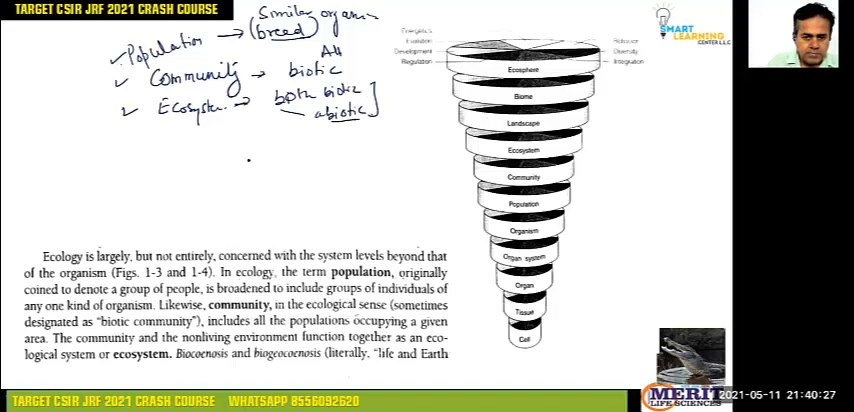 TARGET CSIR JRF 2021 CRASH COURSE
Population → (Similar organism
breed)
Community → All
biotic
Ecosystem → both biotic
abiotic
SMART
LEARNING
CENTER LLC
Energetics
Evolution
Development
Regulation
Behavior
Diversity
Integration
Ecosphere
Biome
Landscape
Ecosystem
Community
Population
Organism
Organ system
Organ
Tissue
Cell
Ecology is largely, but not entirely, concerned with the system levels beyond that
of the organism (Figs. 1-3 and 1-4). In ecology, the term population, originally
coined to denote a group of people, is broadened to include groups of individuals of
any one kind of organism. Likewise, community, in the ecological sense (sometimes
designated as "biotic community"), includes all the populations occupying a given
area. The community and the nonliving environment function together as an eco-
logical system or ecosystem. Biocoenosis and biogeocoenosis (literally, "life and Earth
TARGET CSIR JRF 2021 CRASH COURSE WHATSAPP 8556092620
MERIT
LIFE SCIENCES
2021-05-11 21:40:27